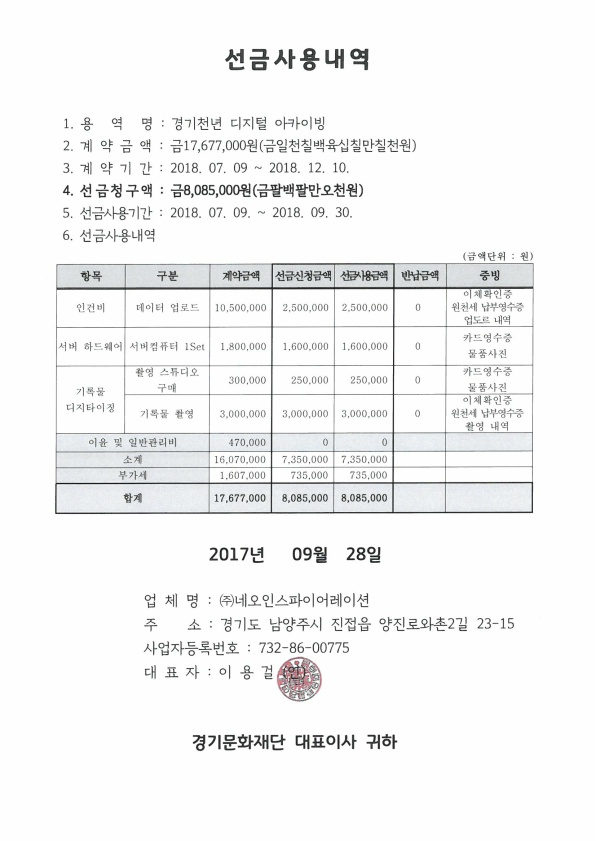 선금사용내역
1. 용 역 명 : 경기천년 디지털 아카이빙
2. 계 약 금 액 : 금17,677,000원(금일천칠백육십칠만칠천원)
3. 계 약 기 간 : 2018. 07. 09 ~ 2018. 12. 10.
4. 선금청구액 : 금8,085,000원(금팔백팔만오천원)
5. 선금사용기간 : 2018. 07. 09. ~ 2018. 09. 30.
6. 선금사용내역
(금액단위 : 원)
항목 구분 계약금액 선금신청금액 선금사용금액 반납금액 증빙
인건비 데이터 업로드 10,500,000 2,500,000 2,500,000 0 이체확인증
원천세 납부영수증
업도르 내역
서버 하드웨어 서버컴퓨터 1Set 1,800,000 1,600,000 1,600,000 0 카드영수증
물품사진
기록물
디지타이징
촬영 스튜디오
구매
300,000 250,000 250,000 0 카드영수증
물품사진
기록물 촬영 3,000,000 3,000,000 3,000,000 0 이체확인증
원천세 납부영수증
촬영 내역
이윤 및 일반관리비 470,000 0 0
소계 16,070,000 7,350,000 7,350,000
부가세 1,607,000 735,000 735,000
합계 17,677,000 8,085,000 8,085,000
2017년 09월 28일
업 체 명 : ㈜네오인스파이어레이션
주 소 : 경기도 남양주시 진접읍 양진로와촌2길 23-15
사업자등록번호 : 732-86-00775
대 표 자 : 이 용 걸 (인)
경기문화재단 대표이사 귀하